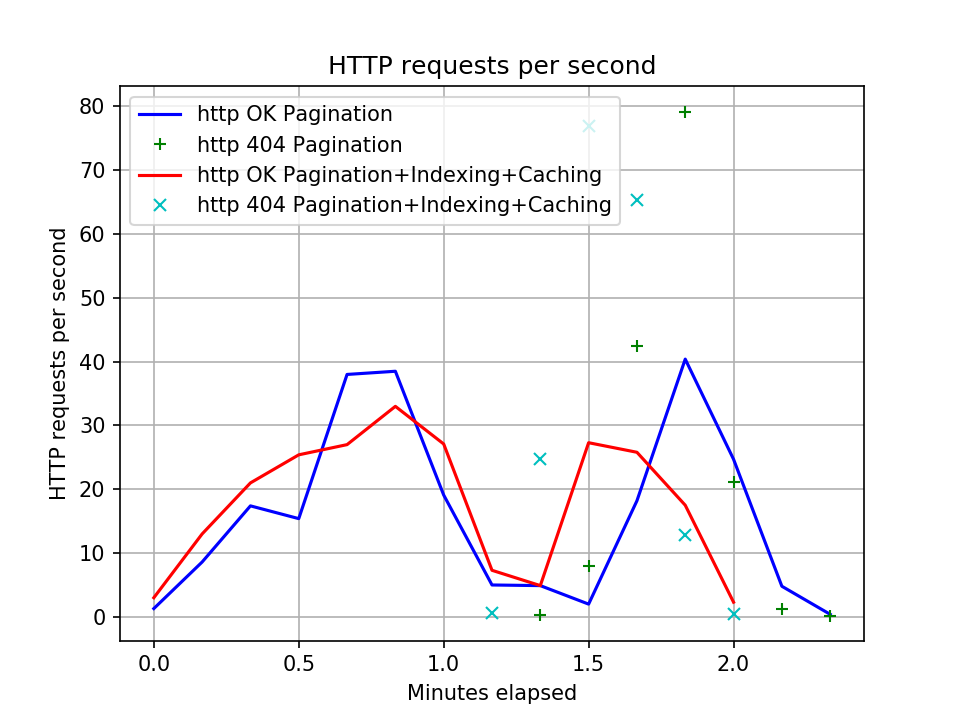 HTTP requests per second
http OK Pagination
http 404 Pagination
http OK Pagination+Indexing+Caching
http 404 Pagination+Indexing+Caching
HTTP requests per second
80
70
60
50
40
30
20
10
0
0.0 0.5 1.0 1.5 2.0
Minutes elapsed